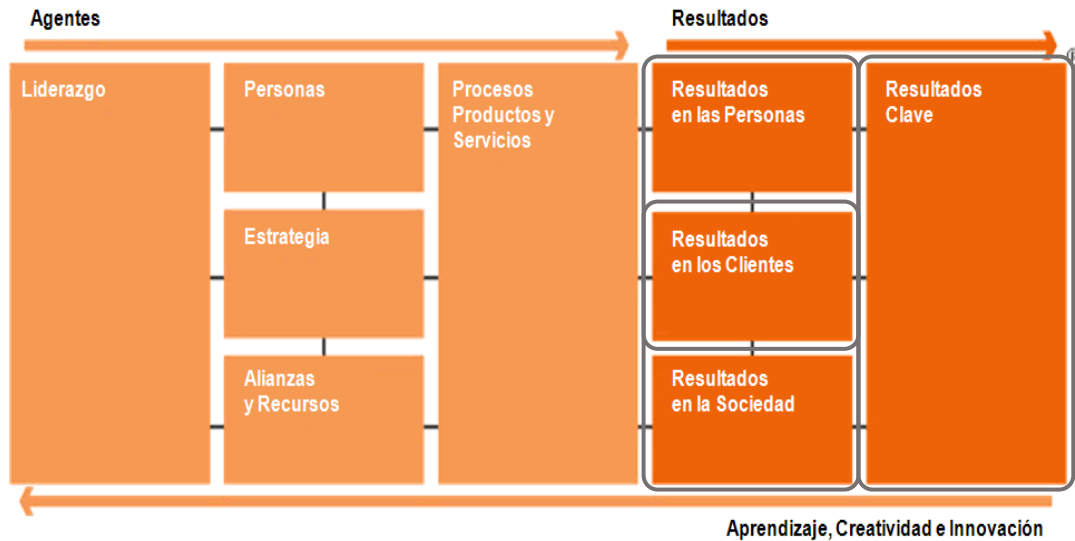 Agentes
Resultados
Liderazgo
Personas
Procesos
Productos y
Servicios
Resultados
en las Personas
Resultados
Clave
Estrategia
Resultados
en los Clientes
Alianzas
y Recursos
Resultados
en la Sociedad
Aprendizaje, Creatividad e Innovación